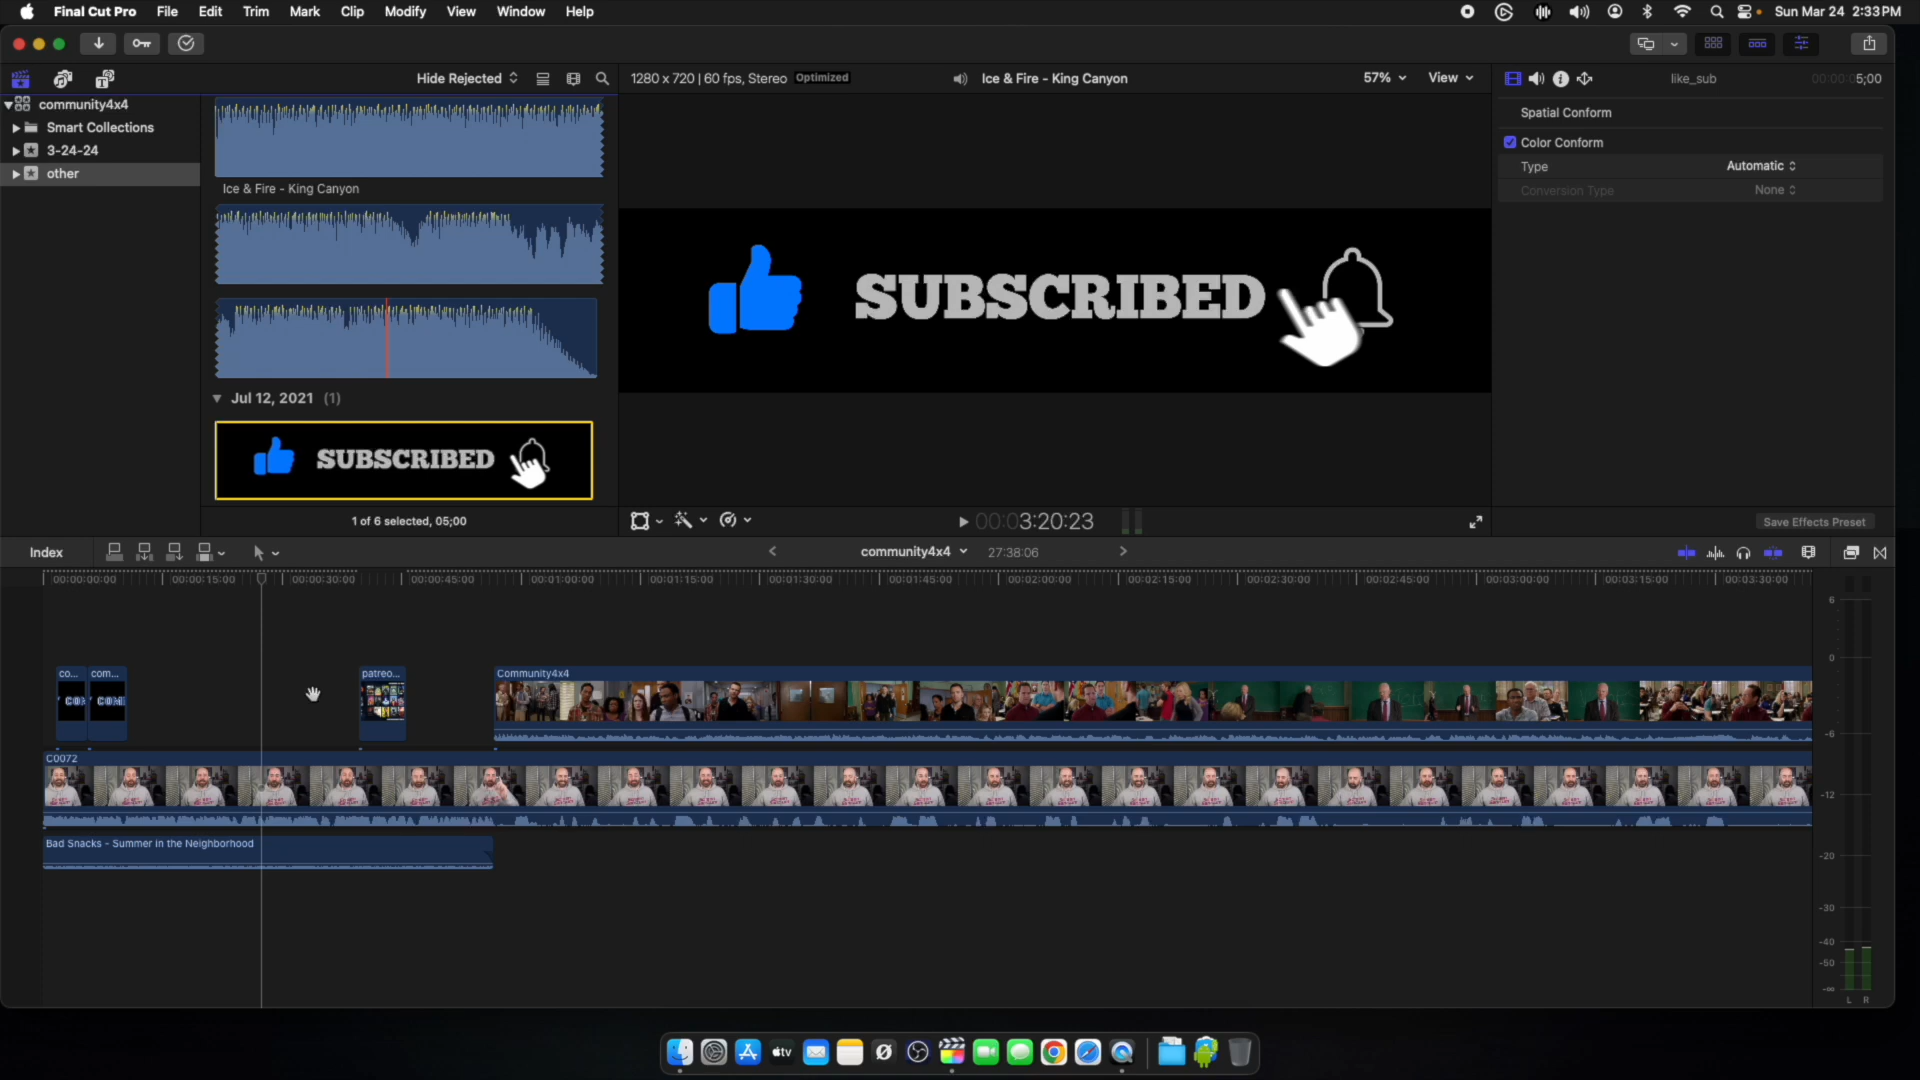 Final Cut Pro File Edit Trim Mark Clip Modify View Window Help
Sun Mar 24 2:33 PM
Hide Rejected
1280 x 720 | 60 fps, Stereo Optimized
Ice & Fire - King Canyon
57% View
like_sub
00:00:05;00
community4x4
Smart Collections
3-24-24
other
Ice & Fire - King Canyon
Jul 12, 2021 (1)
SUBSCRIBED
1 of 6 selected, 05;00
SUBSCRIBED
00:03:20:23
Spatial Conform
Color Conform
Type Automatic
Conversion Type None
Save Effects Preset
Index
community4x4
27:38:06
00:00:00:00 00:00:15:00 00:00:30:00 00:00:45:00 00:01:00:00 00:01:15:00 00:01:30:00 00:01:45:00 00:02:00:00 00:02:15:00 00:02:30:00 00:02:45:00 00:03:00:00 00:03:15:00 00:03:30:00
co... com... patreo... Community4x4
C0072
Bad Snacks - Summer in the Neighborhood
6
0
-6
-12
-20
-30
-40
-50
-∞
L R
tv